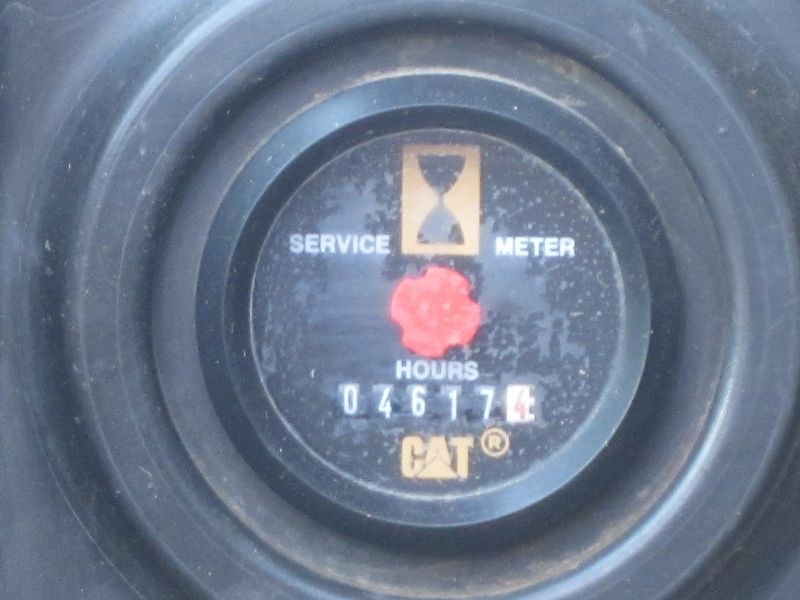 SERVICE METER
HOURS
046174
CAT®